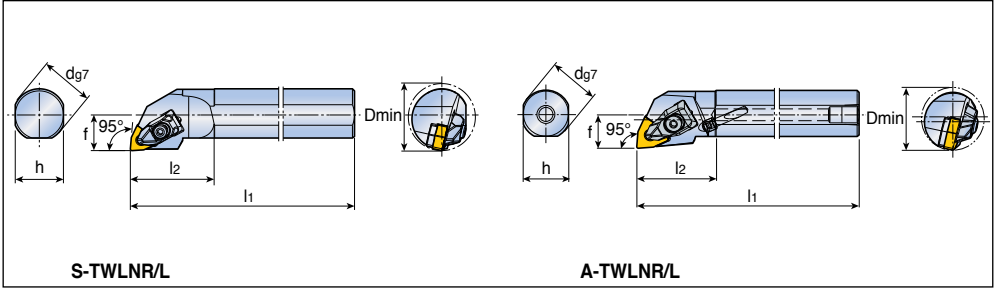 dg7
f
95°
h
l2
l1
Dmin
S-TWLNR/L
dg7
f
95°
h
l2
l1
Dmin
A-TWLNR/L